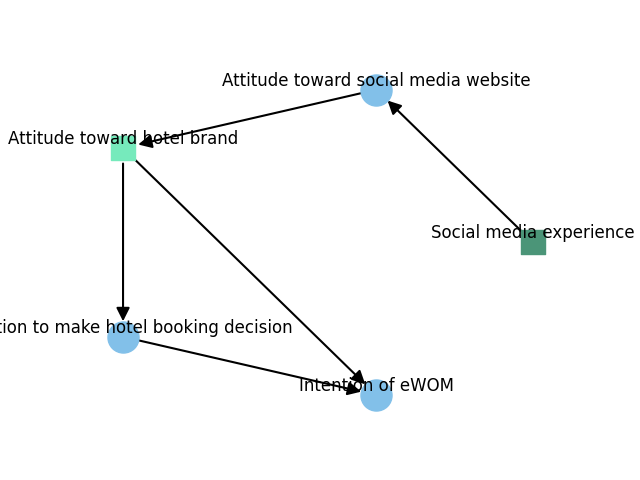 Attitude toward social media website
Attitude toward hotel brand
Social media experience
tion to make hotel booking decision
Intention of eWOM